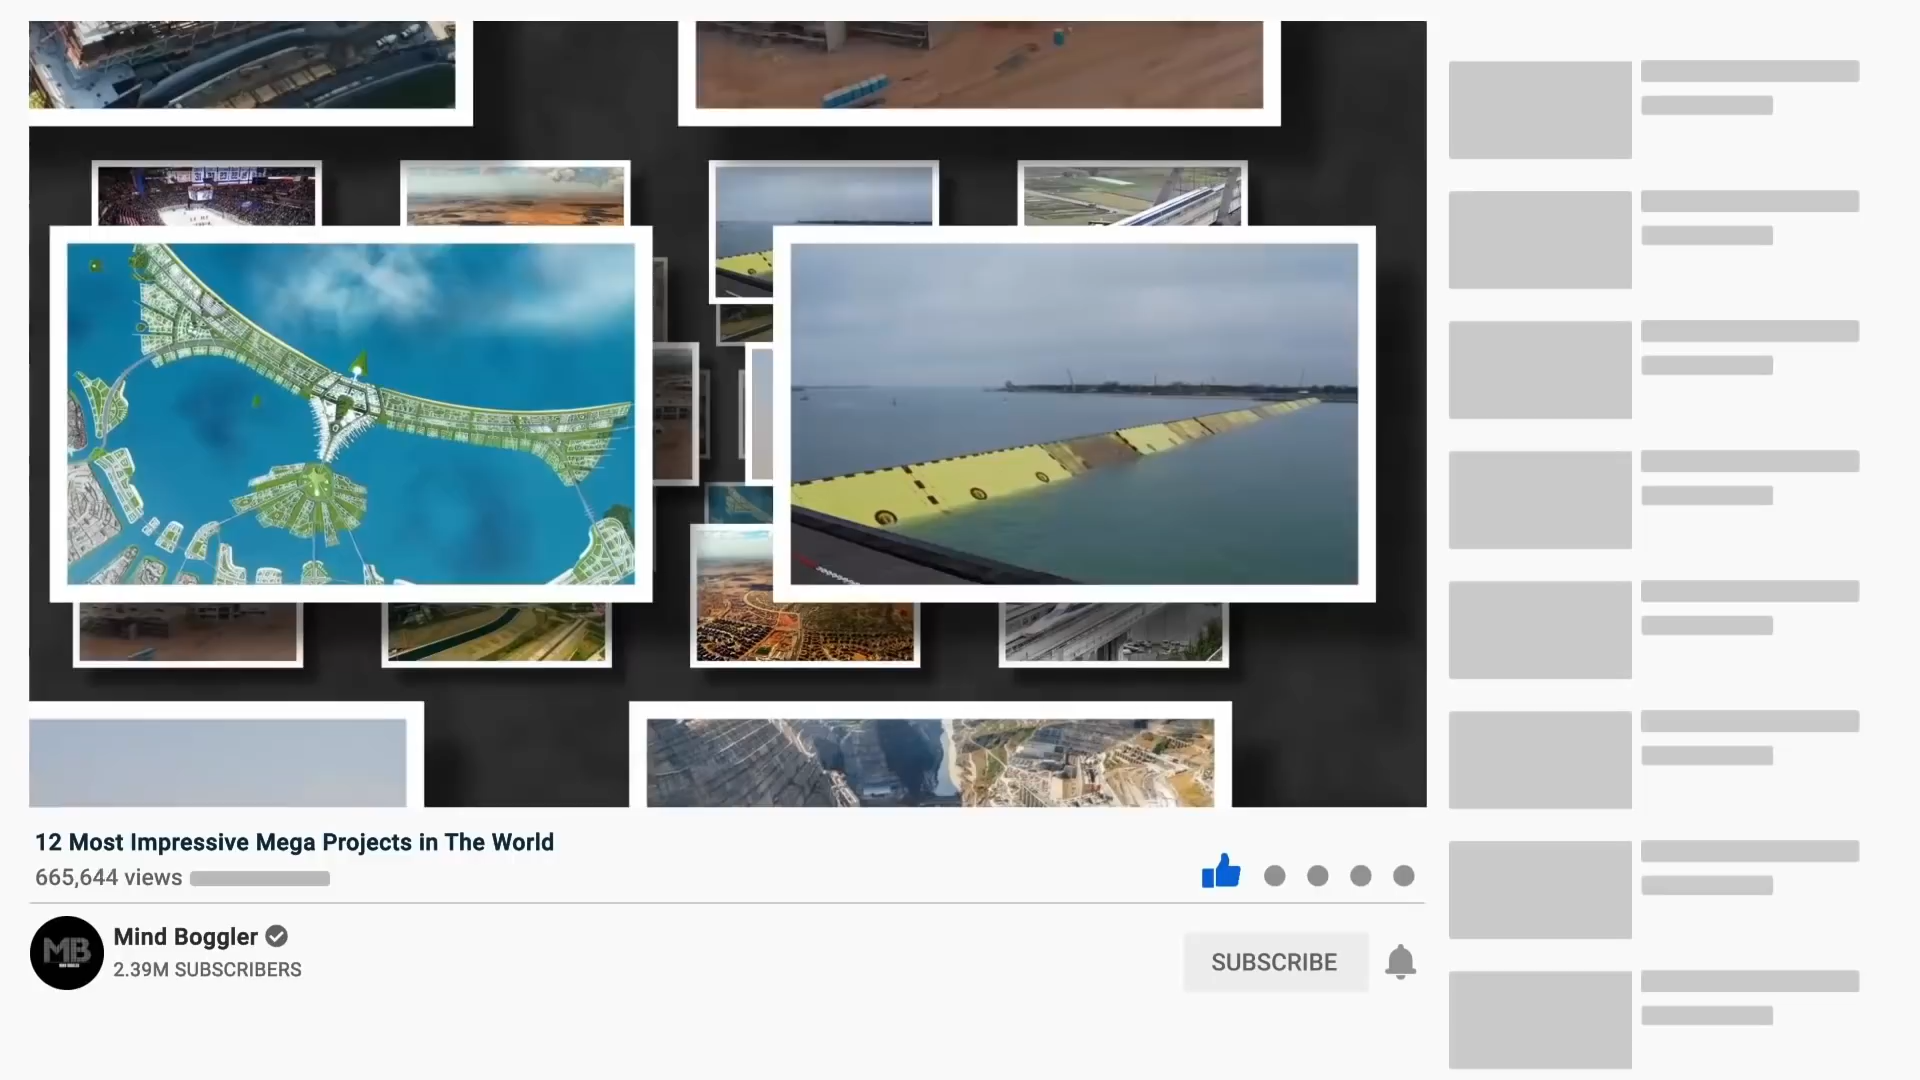 12 Most Impressive Mega Projects in The World
665,644 views
MB
Mind Boggler
2.39M SUBSCRIBERS
SUBSCRIBE